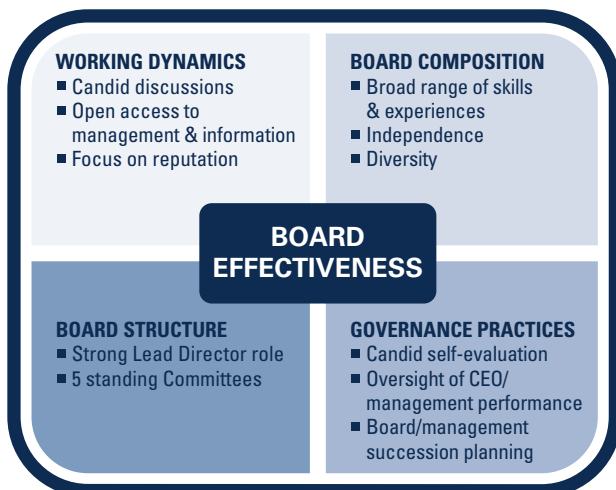 WORKING DYNAMICS
■ Candid discussions
■ Open access to
management & information
■ Focus on reputation
BOARD COMPOSITION
■ Broad range of skills
& experiences
■ Independence
■ Diversity
BOARD
EFFECTIVENESS
BOARD STRUCTURE
■ Strong Lead Director role
■ 5 standing Committees
GOVERNANCE PRACTICES
■ Candid self-evaluation
■ Oversight of CEO/
management performance
■ Board/management
succession planning